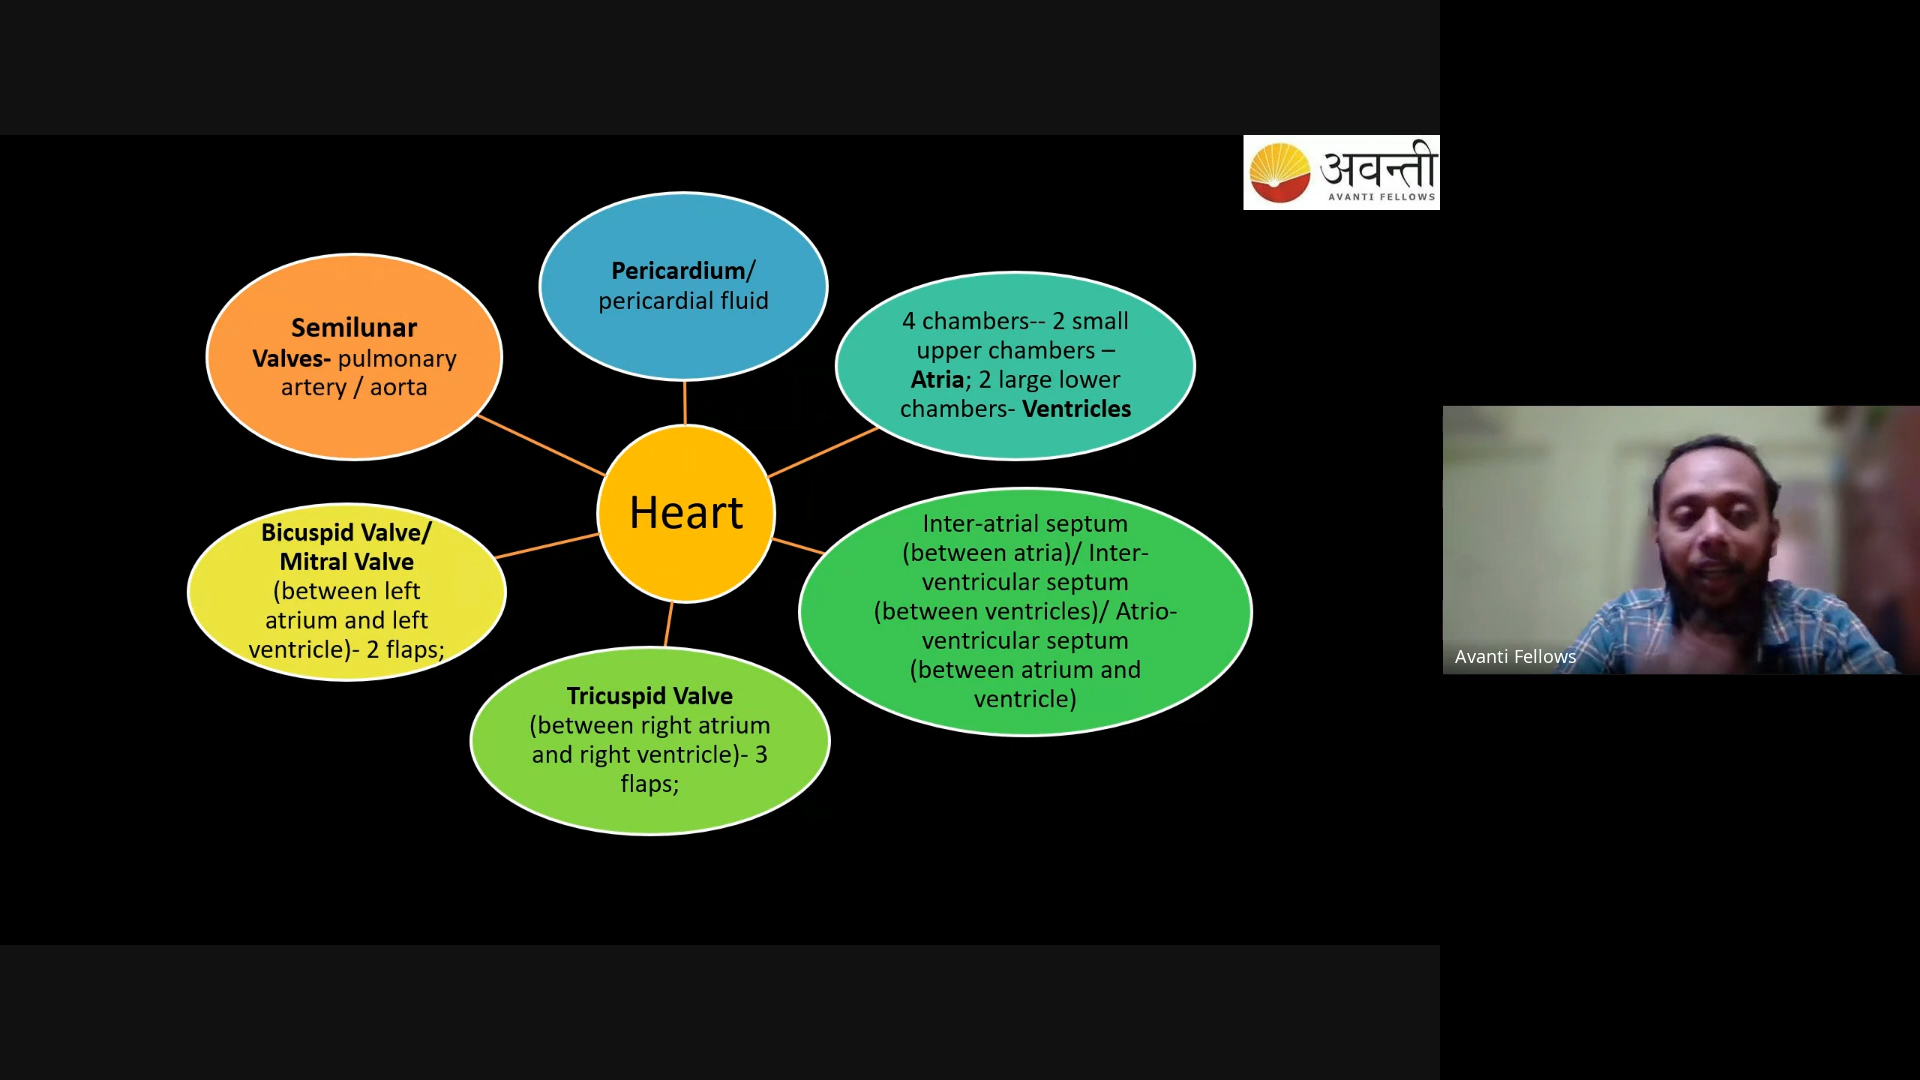 अवन्ती
AVANTI FELLOWS
Pericardium/
pericardial fluid
4 chambers-- 2 small
upper chambers –
Atria; 2 large lower
chambers- Ventricles
Inter-atrial septum
(between atria)/ Inter-
ventricular septum
(between ventricles)/ Atrio-
ventricular septum
(between atrium and
ventricle)
Tricuspid Valve
(between right atrium
and right ventricle)- 3
flaps;
Bicuspid Valve/
Mitral Valve
(between left
atrium and left
ventricle)- 2 flaps;
Semilunar
Valves- pulmonary
artery / aorta
Heart
Avanti Fellows